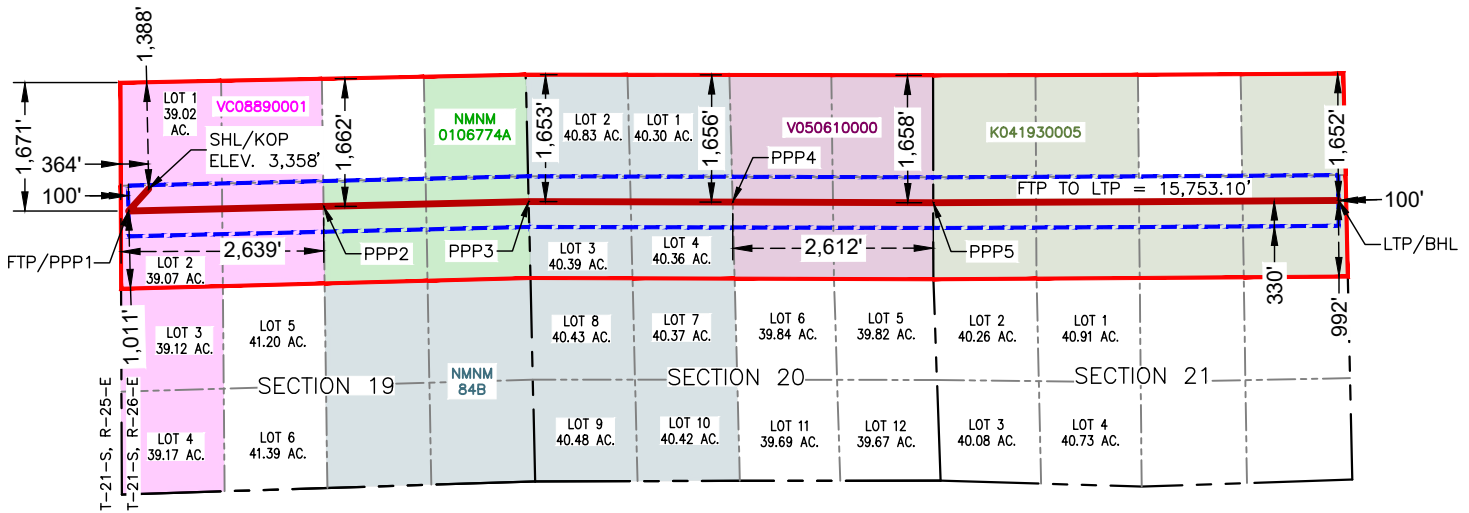 1,388'
1,671'
364'
100'
LOT 1
39.02
AC.
VC08890001
SHL/KOP
ELEV. 3,358'
1,662'
NMNM
0106774A
1,653'
LOT 2
40.83 AC.
LOT 1
40.30 AC.
1,656'
V050610000
1,658'
K041930005
1,652'
PPP4
FTP TO LTP = 15,753.10'
100'
FTP/PPP1
2,639'
PPP2
PPP3
LOT 3
40.39 AC.
LOT 4
40.36 AC.
2,612'
PPP5
LTP/BHL
LOT 2
39.07 AC.
1,011'
330'
992'
LOT 3
39.12 AC.
LOT 5
41.20 AC.
LOT 8
40.43 AC.
LOT 7
40.37 AC.
LOT 6
39.84 AC.
LOT 5
39.82 AC.
LOT 2
40.26 AC.
LOT 1
40.91 AC.
SECTION 19
NMNM
84B
SECTION 20
SECTION 21
T-21-S, R-25-E
T-21-S, R-26-E
LOT 4
39.17 AC.
LOT 6
41.39 AC.
LOT 9
40.48 AC.
LOT 10
40.42 AC.
LOT 11
39.69 AC.
LOT 12
39.67 AC.
LOT 3
40.08 AC.
LOT 4
40.73 AC.